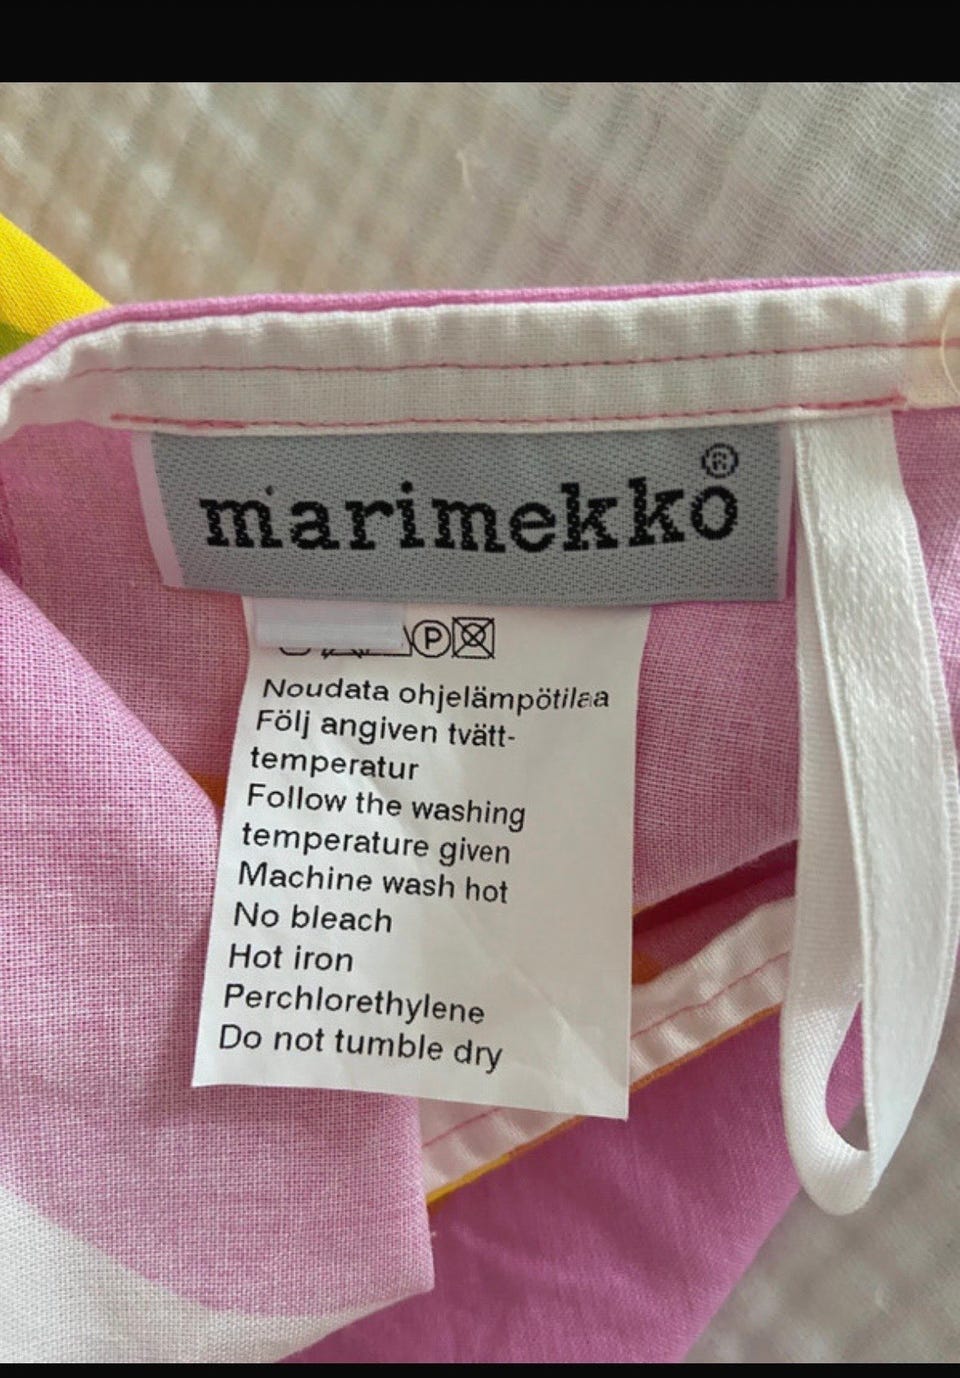 marimekko®
P
Noudata ohjelämpötilaa
Följ angiven tvätt-
temperatur
Follow the washing
temperature given
Machine wash hot
No bleach
Hot iron
Perchlorethylene
Do not tumble dry